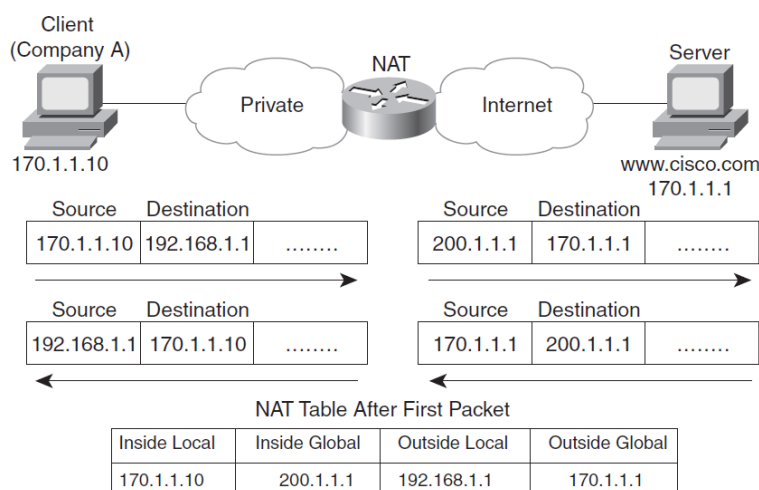 Client
(Company A)
NAT
Server
Private
Internet
170.1.1.10
www.cisco.com
170.1.1.1
Source Destination
170.1.1.10 192.168.1.1 ........
Source Destination
200.1.1.1 170.1.1.1 ........
Source Destination
192.168.1.1 170.1.1.10 ........
Source Destination
170.1.1.1 200.1.1.1 ........
NAT Table After First Packet
Inside Local Inside Global Outside Local Outside Global
170.1.1.10 200.1.1.1 192.168.1.1 170.1.1.1